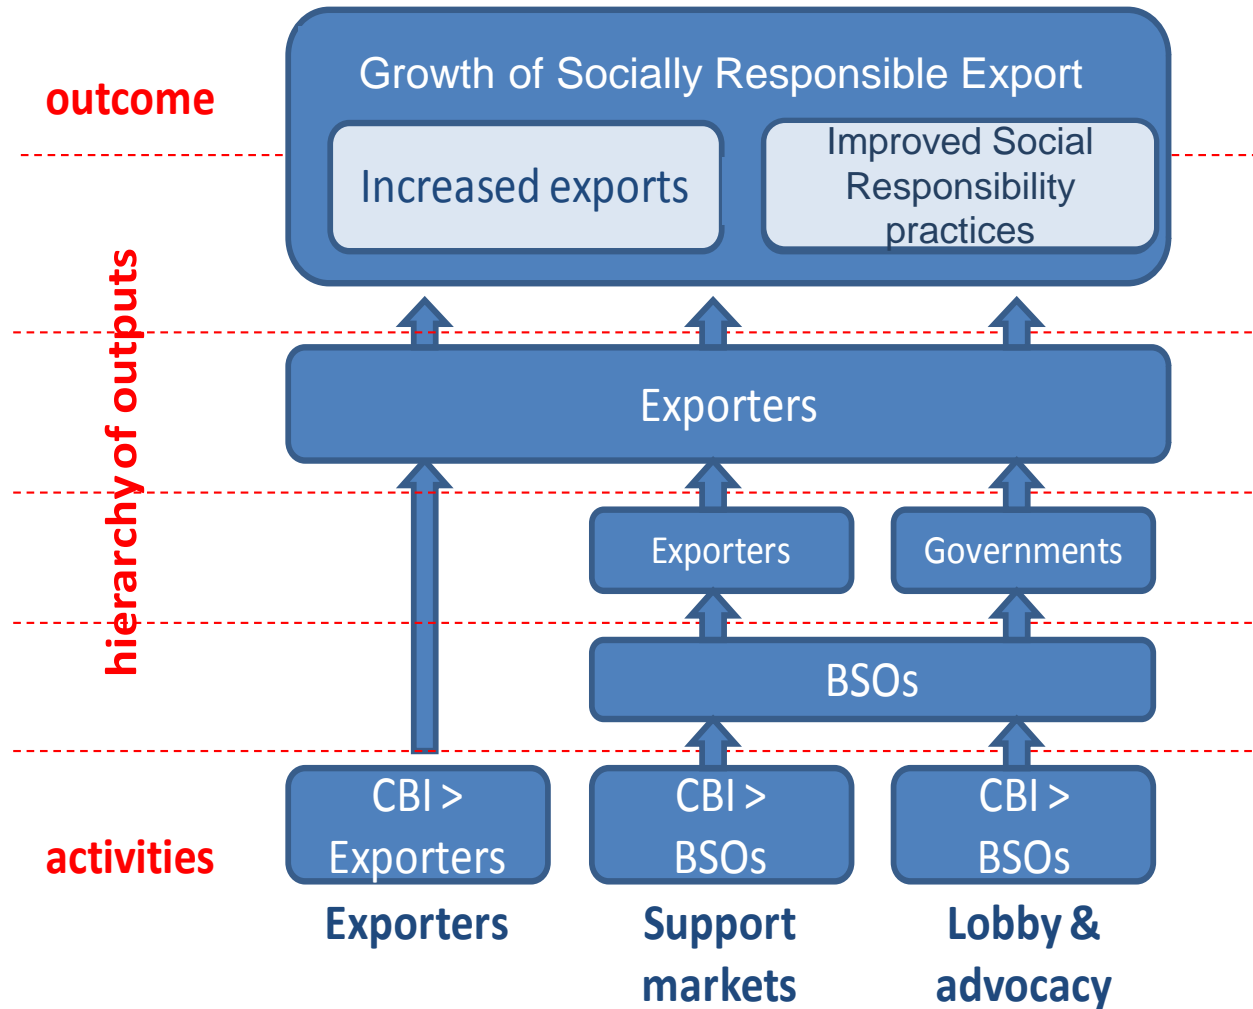 outcome
Growth of Socially Responsible Export
Increased exports
Improved Social
Responsibility
practices
hierarchy of outputs
Exporters
Exporters
Governments
BSOs
activities
CBI >
Exporters
CBI >
BSOs
CBI >
BSOs
Exporters
Support
markets
Lobby &
advocacy